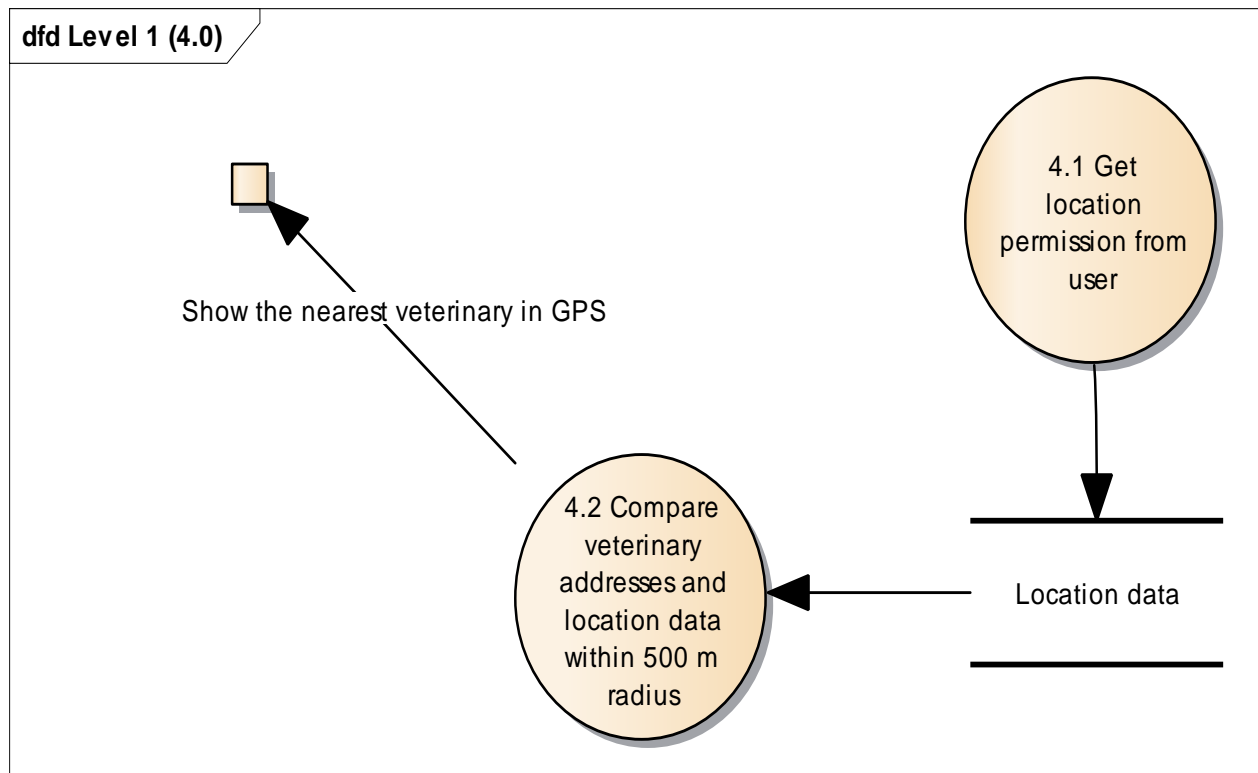 dfd Level 1 (4.0)
4.1 Get
location
permission from
user
Show the nearest veterinary in GPS
4.2 Compare
veterinary
addresses and
location data
within 500 m
radius
Location data